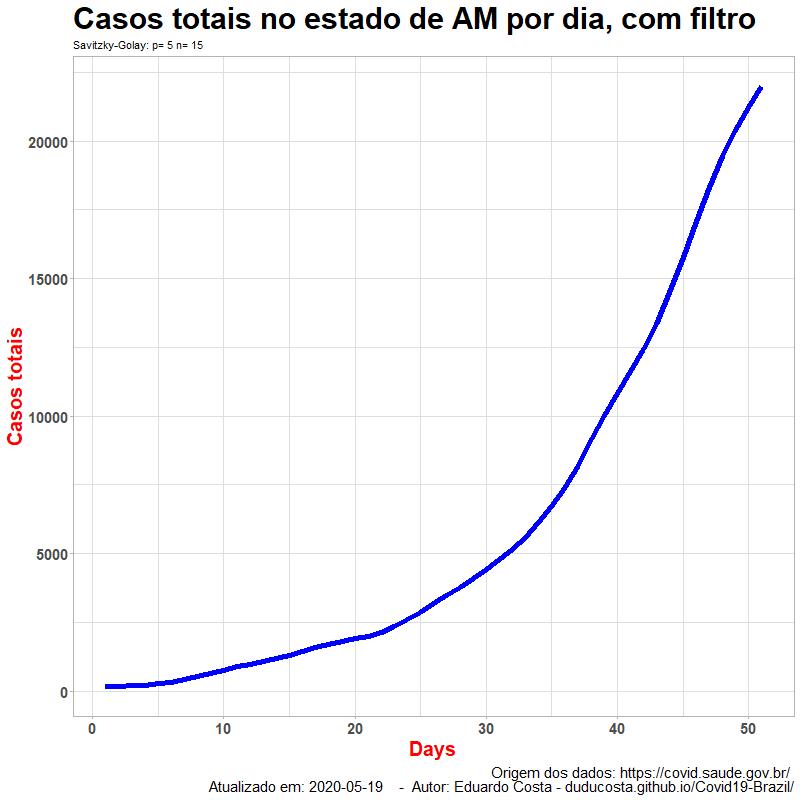 Casos totais no estado de AM por dia, com filtro
Savitzky-Golay: p= 5 n= 15
20000
15000
10000
5000
0
Casos totais
0 10 20 30 40 50
Days
Origem dos dados: https://covid.saude.gov.br/
Atualizado em: 2020-05-19 - Autor: Eduardo Costa - duducosta.github.io/Covid19-Brazil/